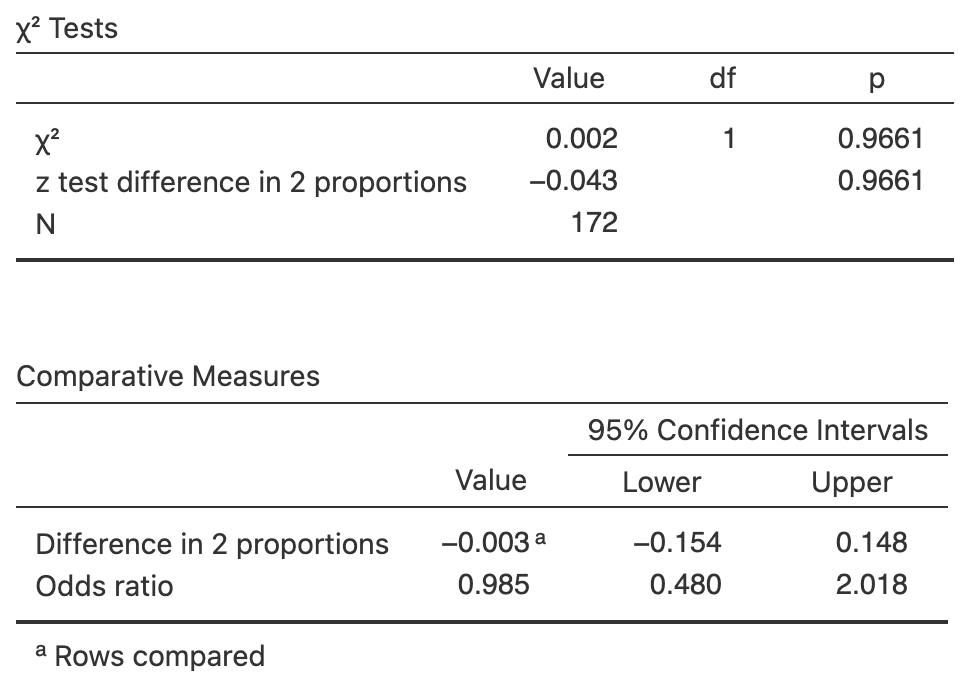 χ² Tests
Value df p
χ² 0.002 1 0.9661
z test difference in 2 proportions −0.043 0.9661
N 172
Comparative Measures
95% Confidence Intervals
Value Lower Upper
Difference in 2 proportions −0.003 ᵃ −0.154 0.148
Odds ratio 0.985 0.480 2.018
ᵃ Rows compared